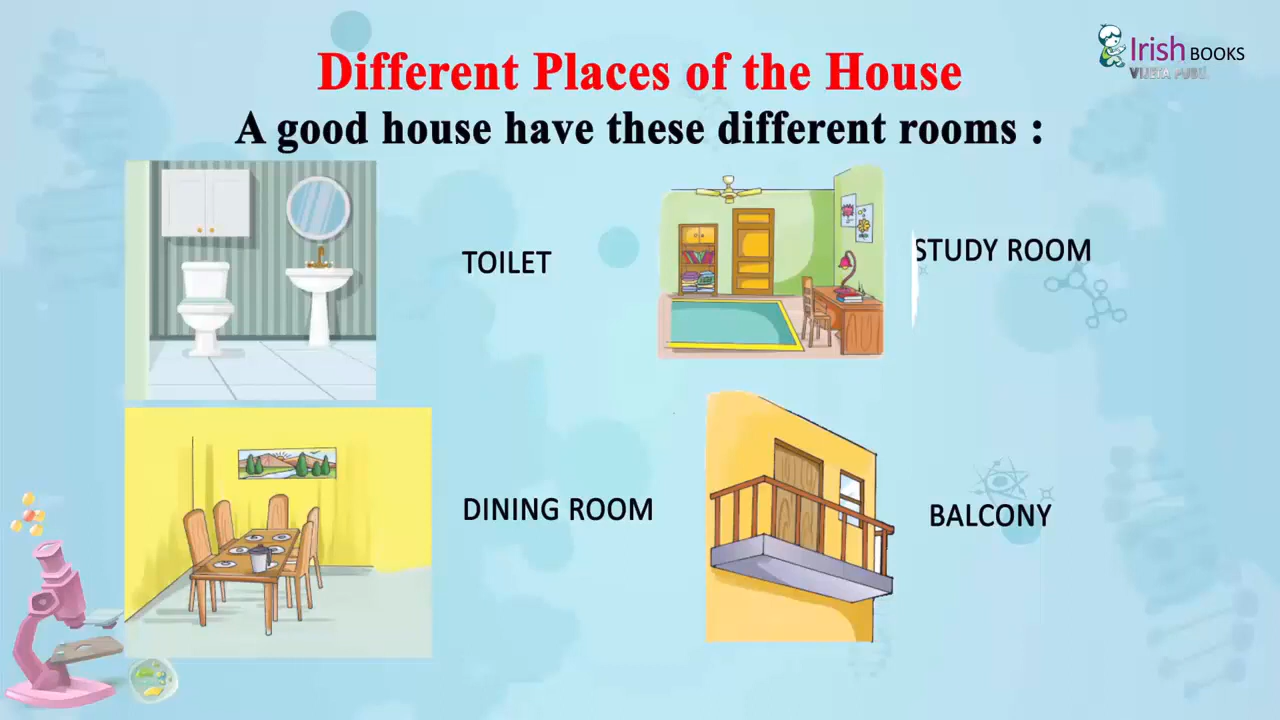 Different Places of the House
Irish BOOKS
A good house have these different rooms :
TOILET
STUDY ROOM
DINING ROOM
BALCONY